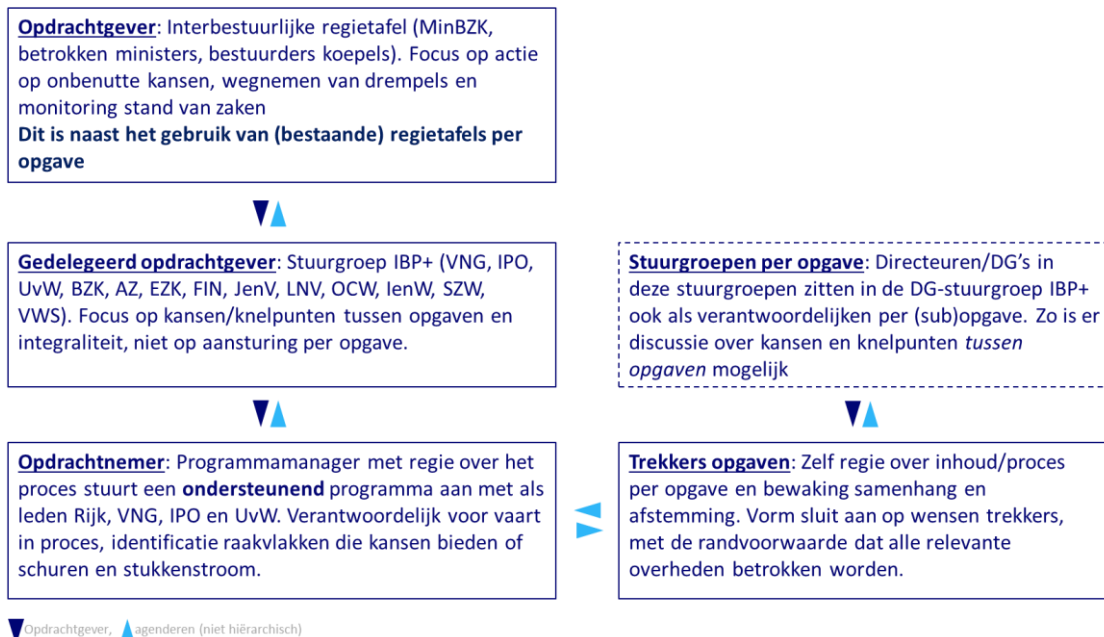 Opdrachtgever: Interbestuurlijke regietafel (MinBZK,
betrokken ministers, bestuurders koepels). Focus op actie
op onbenutte kansen, wegnemen van drempels en
monitoring stand van zaken
Dit is naast het gebruik van (bestaande) regietafels per
opgave
Gedelegeerd opdrachtgever: Stuurgroep IBP+ (VNG, IPO,
UvW, BZK, AZ, EZK, FIN, JenV, LNV, OCW, IenW, SZW,
VWS). Focus op kansen/knelpunten tussen opgaven en
integraliteit, niet op aansturing per opgave.
Stuurgroepen per opgave: Directeuren/DG's in
deze stuurgroepen zitten in de DG-stuurgroep IBP+
ook als verantwoordelijken per (sub)opgave. Zo is er
discussie over kansen en knelpunten tussen
opgaven mogelijk
Opdrachtnemer: Programmamanager met regie over het
proces stuurt een ondersteunend programma aan met als
leden Rijk, VNG, IPO en UvW. Verantwoordelijk voor vaart
in proces, identificatie raakvlakken die kansen bieden of
schuren en stukkenstroom.
Trekkers opgaven: Zelf regie over inhoud/proces
per opgave en bewaking samenhang en
afstemming. Vorm sluit aan op wensen trekkers,
met de randvoorwaarde dat alle relevante
overheden betrokken worden.
Opdrachtgever, agenderen (niet hiërarchisch)